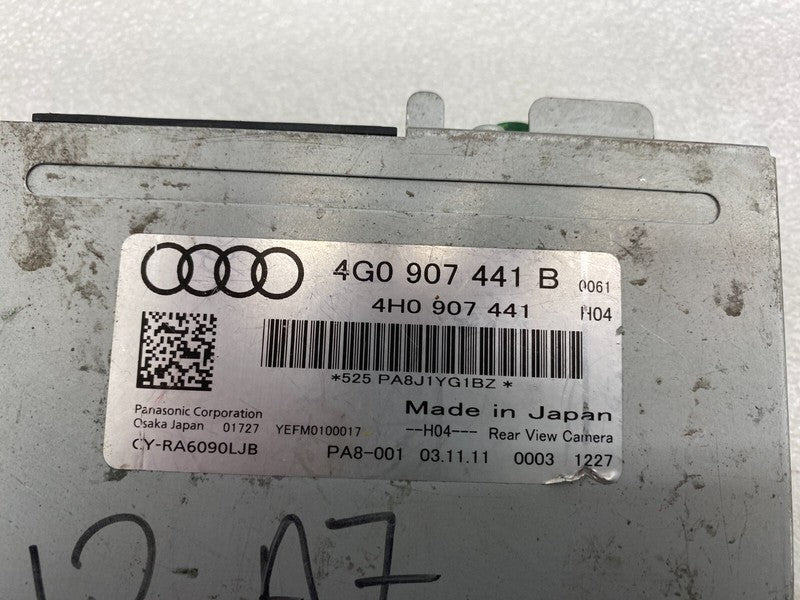 4G0 907 441 B 0061
4H0 907 441 H04
*525 PA8J1YG1BZ*
Panasonic Corporation Made in Japan
Osaka Japan 01727 YEFM0100017 --H04--- Rear View Camera
CY-RA6090LJB PA8-001 03.11.11 0003 1227
12-A7